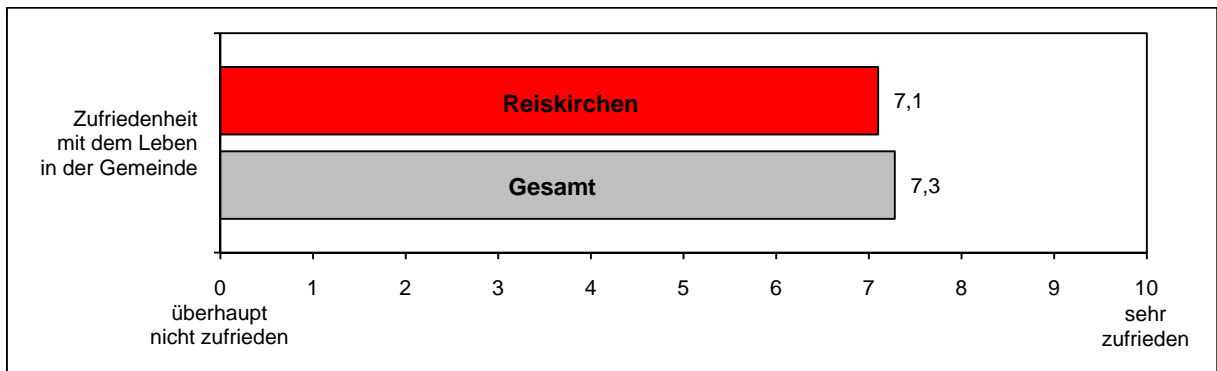 Zufriedenheit
mit dem Leben
in der Gemeinde
Reiskirchen
7,1
Gesamt
7,3
0 1 2 3 4 5 6 7 8 9 10
überhaupt
nicht zufrieden
sehr
zufrieden